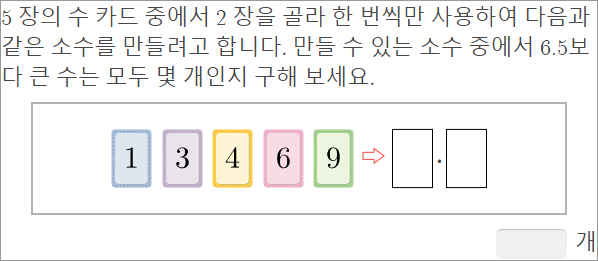 5 장의 수 카드 중에서 2 장을 골라 한 번씩만 사용하여 다음과
같은 소수를 만들려고 합니다. 만들 수 있는 소수 중에서 6.5보
다 큰 수는 모두 몇 개인지 구해 보세요.
1 3 4 6 9 ⇨ □.□
개